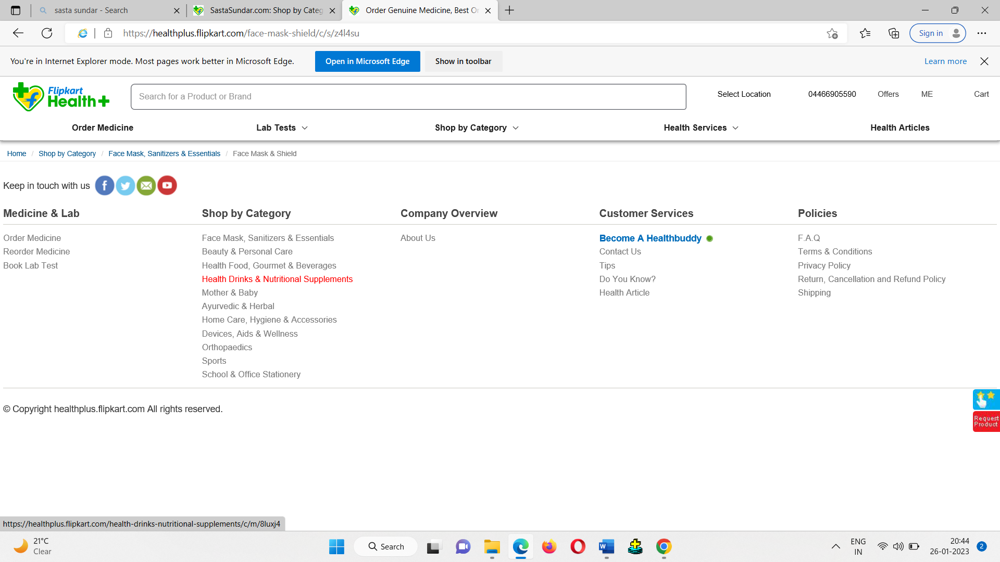 sasta sundar - Search
SastaSundar.com: Shop by Categ
Order Genuine Medicine, Best Or
https://healthplus.flipkart.com/face-mask-shield/c/s/z4l4su
Sign in
You're in Internet Explorer mode. Most pages work better in Microsoft Edge.
Open in Microsoft Edge
Show in toolbar
Learn more
Flipkart
Health+
Search for a Product or Brand
Select Location
04466905590
Offers
ME
Cart
Order Medicine
Lab Tests
Shop by Category
Health Services
Health Articles
Home / Shop by Category / Face Mask, Sanitizers & Essentials / Face Mask & Shield
Keep in touch with us
Medicine & Lab
Order Medicine
Reorder Medicine
Book Lab Test
Shop by Category
Face Mask, Sanitizers & Essentials
Beauty & Personal Care
Health Food, Gourmet & Beverages
Health Drinks & Nutritional Supplements
Mother & Baby
Ayurvedic & Herbal
Home Care, Hygiene & Accessories
Devices, Aids & Wellness
Orthopaedics
Sports
School & Office Stationery
Company Overview
About Us
Customer Services
Become A Healthbuddy
Contact Us
Tips
Do You Know?
Health Article
Policies
F.A.Q
Terms & Conditions
Privacy Policy
Return, Cancellation and Refund Policy
Shipping
© Copyright healthplus.flipkart.com All rights reserved.
Request
Product
https://healthplus.flipkart.com/health-drinks-nutritional-supplements/c/m/8luxj4
21°C
Clear
Search
ENG
IN
20:44
26-01-2023
2